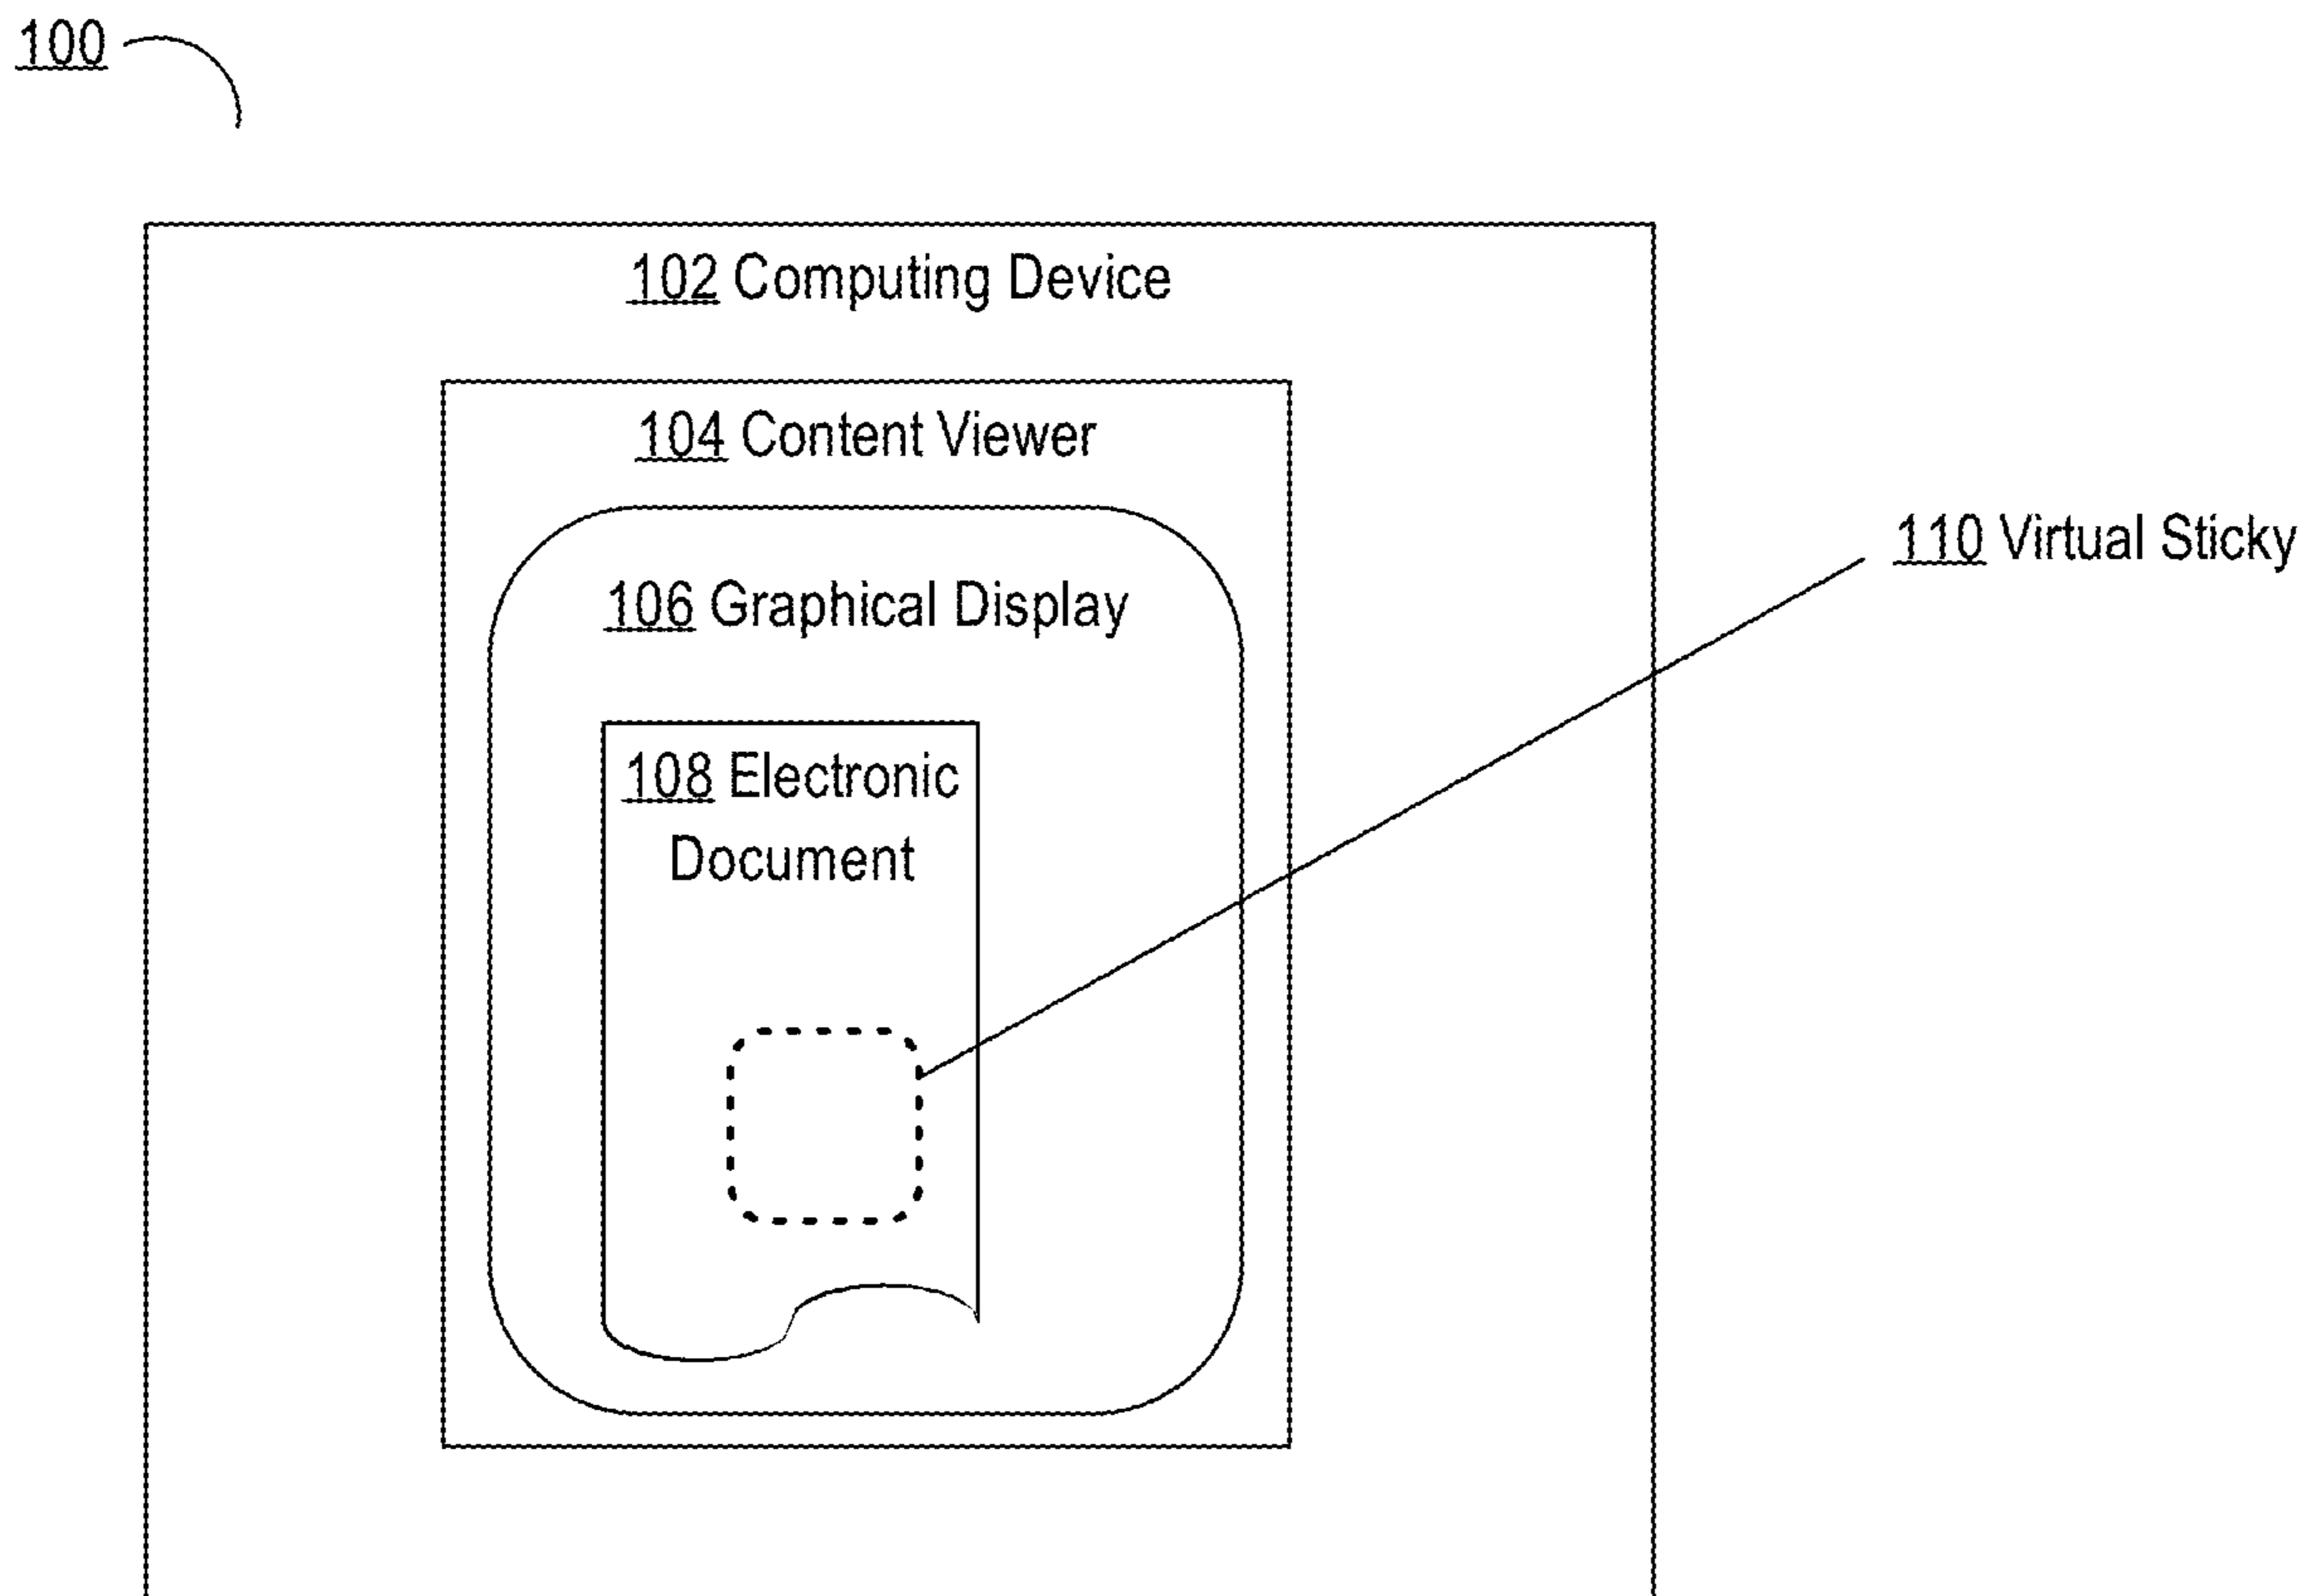 100
102 Computing Device
104 Content Viewer
110 Virtual Sticky
106 Graphical Display
108 Electronic
Document